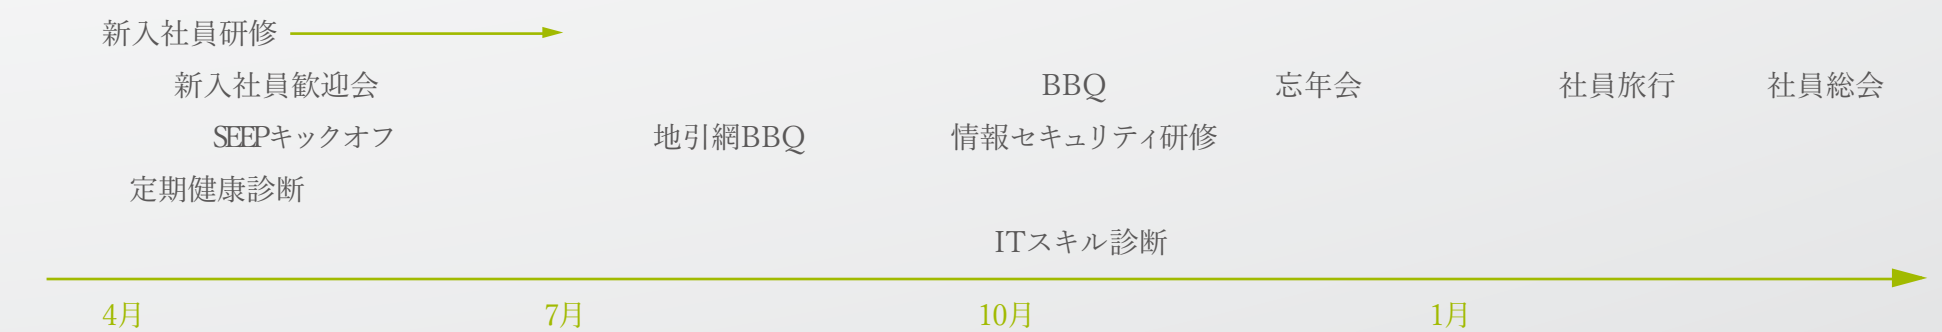 新入社員研修
新入社員歓迎会 BBQ 忘年会 社員旅行 社員総会
SEEPキックオフ 地引網BBQ 情報セキュリティ研修
定期健康診断
ITスキル診断
4月 7月 10月 1月